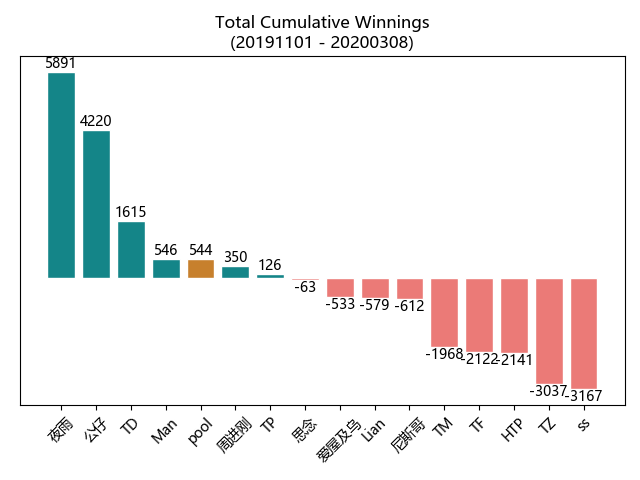 Total Cumulative Winnings
(20191101 - 20200308)
5891
4220
1615
546
544
350
126
-63
-533
-579
-612
-1968
-2122
-2141
-3037
-3167
夜雨
公仔
TD
Man
pool
周进刚
TP
思念
爱屋及乌
Lian
尼斯哥
TM
TF
HTP
TZ
ss